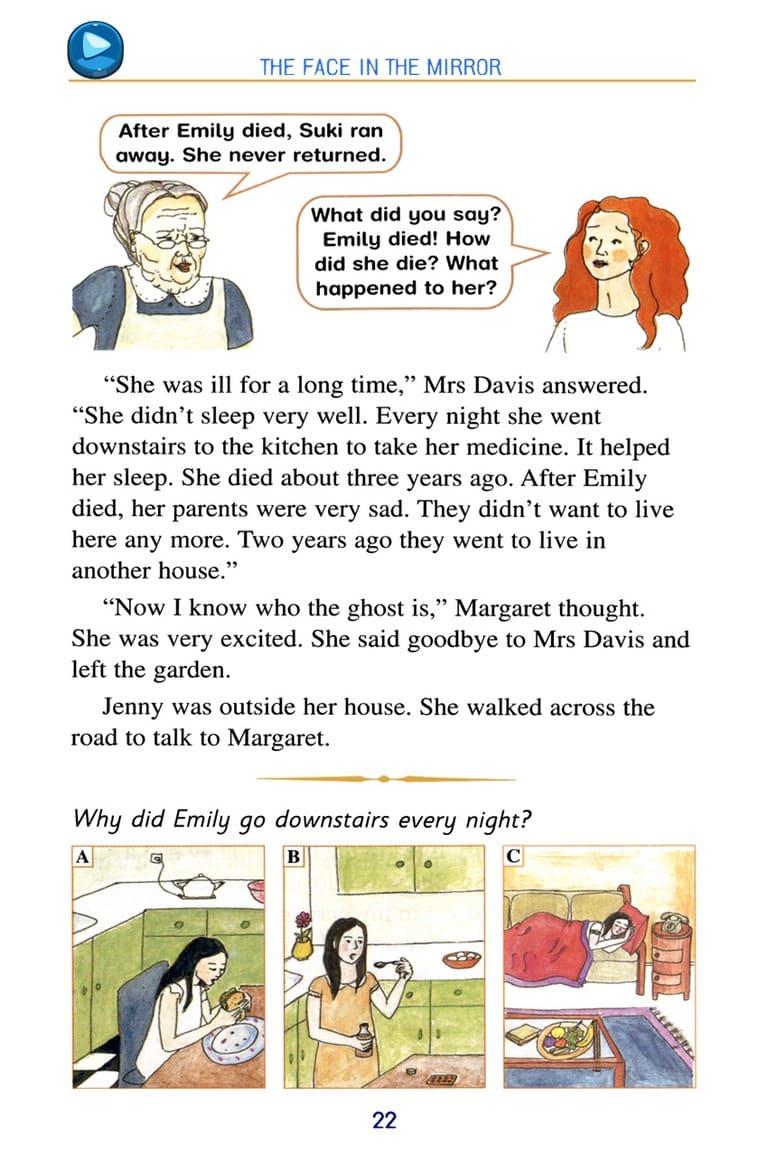 THE FACE IN THE MIRROR
After Emily died, Suki ran
away. She never returned.
What did you say?
Emily died! How
did she die? What
happened to her?
“She was ill for a long time,” Mrs Davis answered.
“She didn’t sleep very well. Every night she went
downstairs to the kitchen to take her medicine. It helped
her sleep. She died about three years ago. After Emily
died, her parents were very sad. They didn’t want to live
here any more. Two years ago they went to live in
another house.”
“Now I know who the ghost is,” Margaret thought.
She was very excited. She said goodbye to Mrs Davis and
left the garden.
Jenny was outside her house. She walked across the
road to talk to Margaret.
Why did Emily go downstairs every night?
A
B
C
22